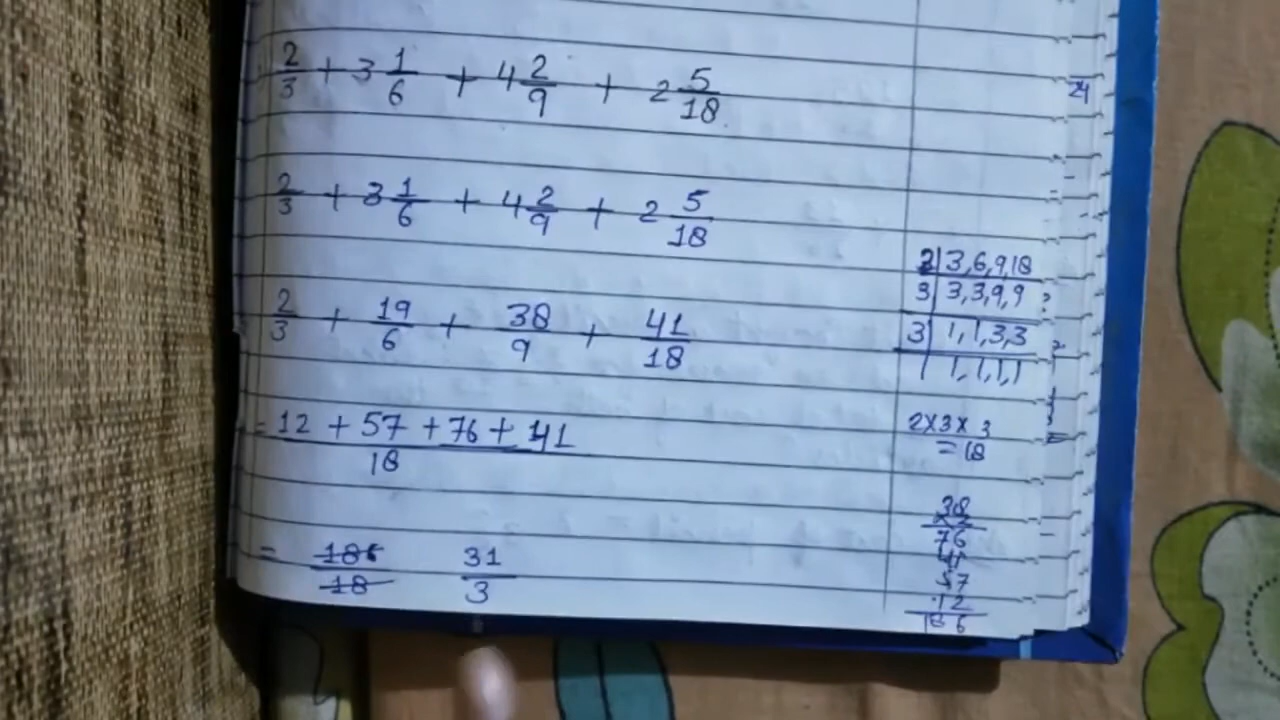 2/3 + 3 1/6 + 4 2/9 + 2 5/18
24
2/3 + 3 1/6 + 4 2/9 + 2 5/18
2/3 + 19/6 + 38/9 + 41/18
= 12 + 57 + 76 + 41
18
= 186/18 31/3
2 | 3,6,9,18
3 | 3,3,9,9
3 | 1,1,3,3
1 1,1,1,1
2×3×3
=18
38
×2
76
41
57
12
186